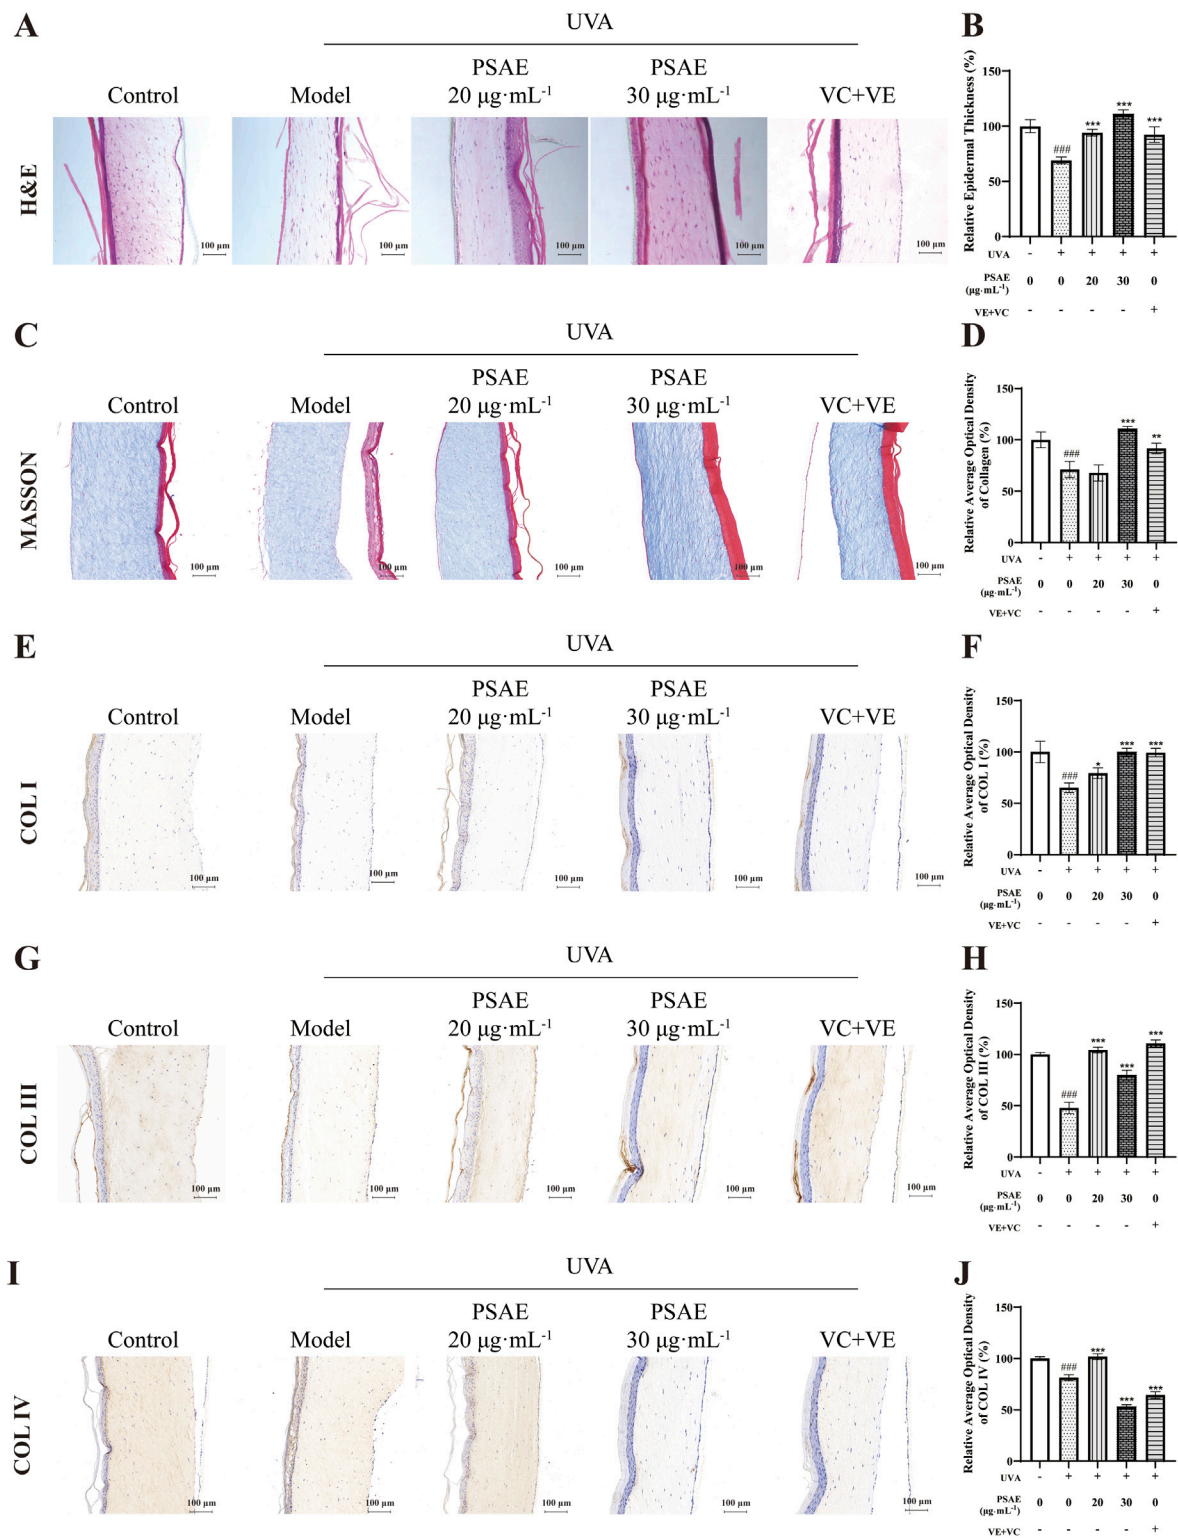 A
UVA
Control
Model
PSAE
20 μg·mL-1
PSAE
30 μg·mL-1
VC+VE
H&E
100 μm
100 μm
100 μm
100 μm
100 μm
B
Relative Epidermal Thickness (%)
150
100
50
0
###
***
***
***
UVA - + + + +
PSAE
(μg·mL-1)
0 0 20 30 0
VE+VC - - - - +
C
UVA
Control
Model
PSAE
20 μg·mL-1
PSAE
30 μg·mL-1
VC+VE
MASSON
100 μm
100 μm
100 μm
100 μm
100 μm
D
Relative Average Optical Density
of Collagen (%)
150
100
50
0
###
***
**
UVA - + + + +
PSAE
(μg·mL-1)
0 0 20 30 0
VE+VC - - - - +
E
UVA
Control
Model
PSAE
20 μg·mL-1
PSAE
30 μg·mL-1
VC+VE
COL I
100 μm
100 μm
100 μm
100 μm
100 μm
F
Relative Average Optical Density
of COL I (%)
150
100
50
0
###
*
***
***
UVA - + + + +
PSAE
(μg·mL-1)
0 0 20 30 0
VE+VC - - - - +
G
UVA
Control
Model
PSAE
20 μg·mL-1
PSAE
30 μg·mL-1
VC+VE
COL III
100 μm
100 μm
100 μm
100 μm
100 μm
H
Relative Average Optical Density
of COL III (%)
150
100
50
0
###
***
***
***
UVA - + + + +
PSAE
(μg·mL-1)
0 0 20 30 0
VE+VC - - - - +
I
UVA
Control
Model
PSAE
20 μg·mL-1
PSAE
30 μg·mL-1
VC+VE
COL IV
100 μm
100 μm
100 μm
100 μm
100 μm
J
Relative Average Optical Density
of COL IV (%)
150
100
50
0
###
***
***
***
UVA - + + + +
PSAE
(μg·mL-1)
0 0 20 30 0
VE+VC - - - - +